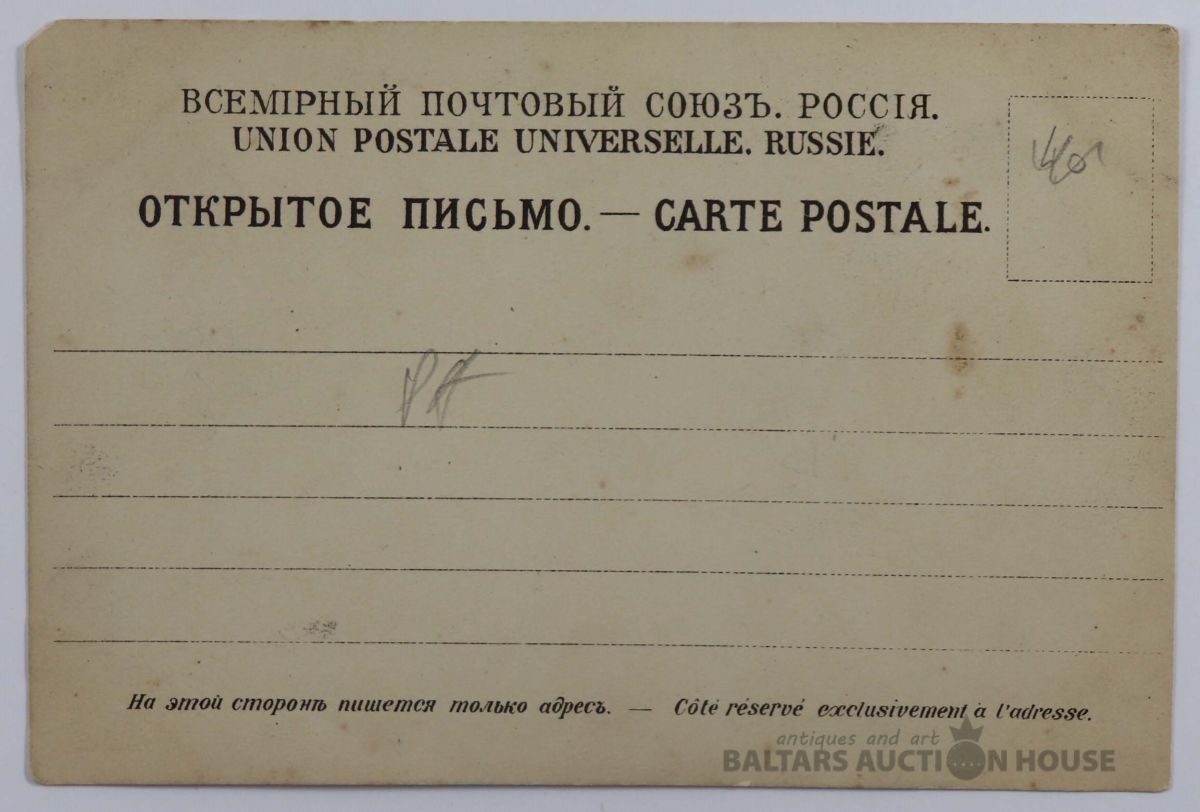 ВСЕМІРНЫЙ ПОЧТОВЫЙ СОЮЗЪ. РОССІЯ.
UNION POSTALE UNIVERSELLE. RUSSIE.
ОТКРЫТОЕ ПИСЬМО. — CARTE POSTALE.
На этой сторонѣ пишется только адресъ. — Côté réservé exclusivement à l'adresse.
antiques and art
BALTARS AUCTION HOUSE